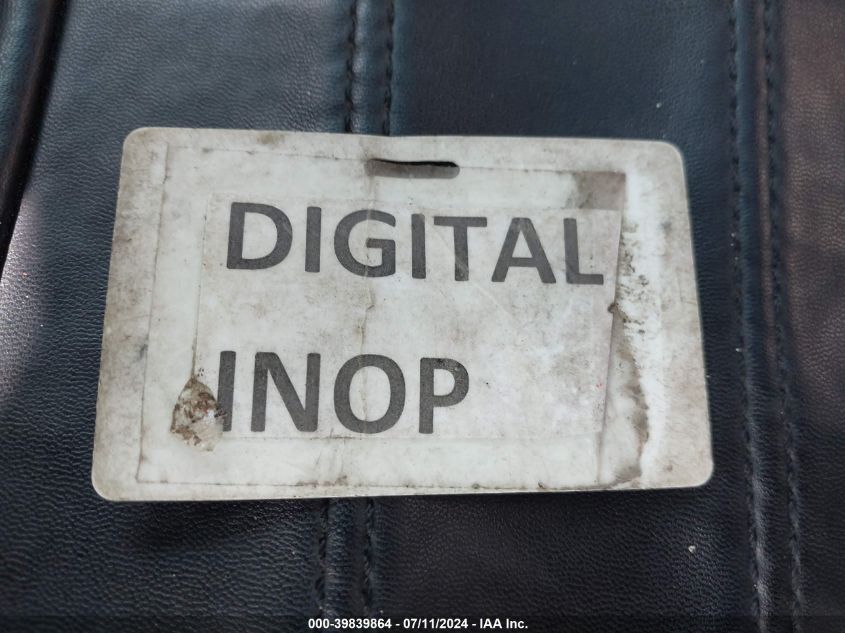 DIGITAL
INOP
000-39839864 - 07/11/2024 - IAA Inc.